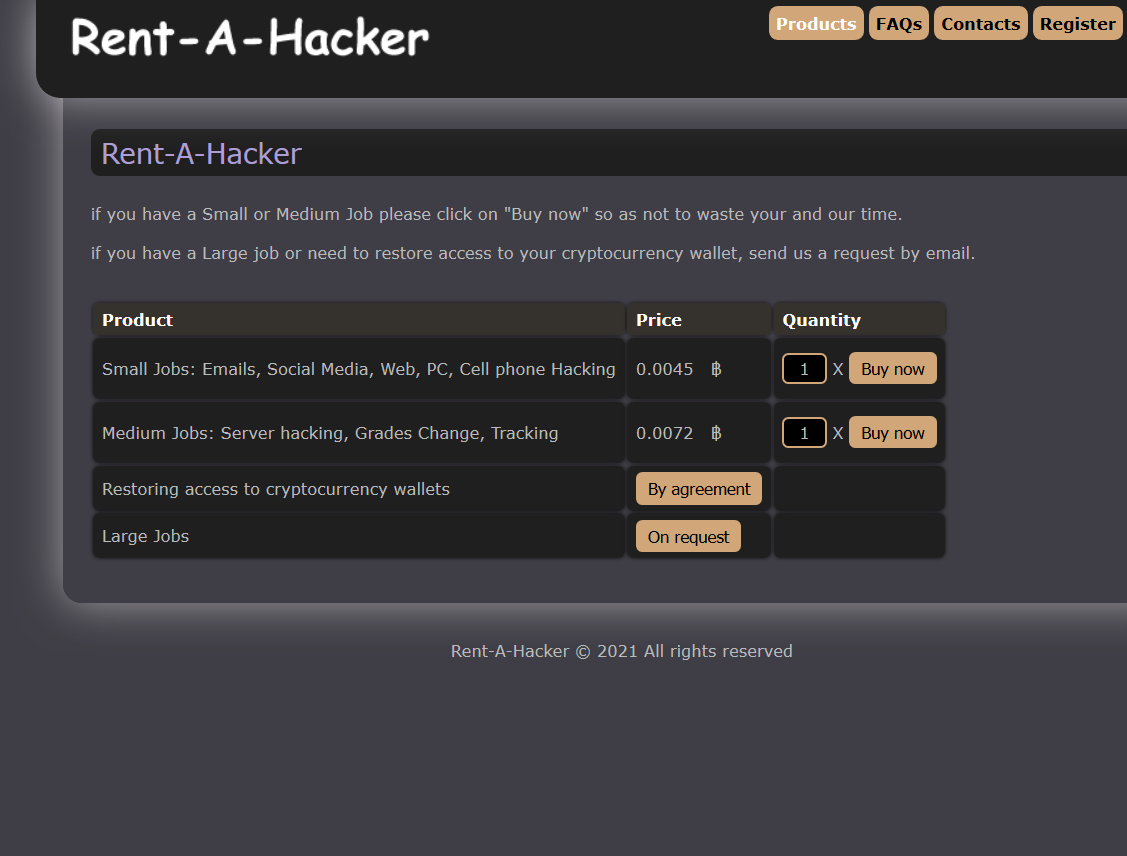 Rent-A-Hacker
Products FAQs Contacts Register
Rent-A-Hacker
if you have a Small or Medium Job please click on "Buy now" so as not to waste your and our time.
if you have a Large job or need to restore access to your cryptocurrency wallet, send us a request by email.
Product Price Quantity
Small Jobs: Emails, Social Media, Web, PC, Cell phone Hacking 0.0045 ฿ 1 X Buy now
Medium Jobs: Server hacking, Grades Change, Tracking 0.0072 ฿ 1 X Buy now
Restoring access to cryptocurrency wallets By agreement
Large Jobs On request
Rent-A-Hacker © 2021 All rights reserved